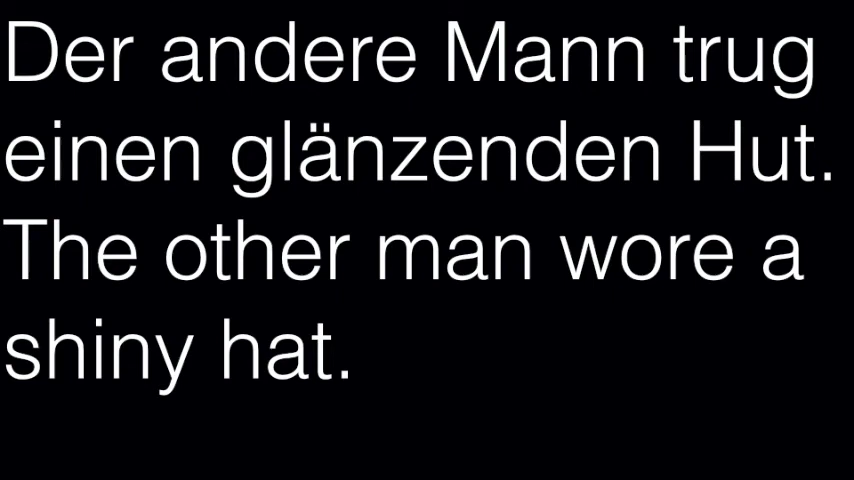 Der andere Mann trug
einen glänzenden Hut.
The other man wore a
shiny hat.